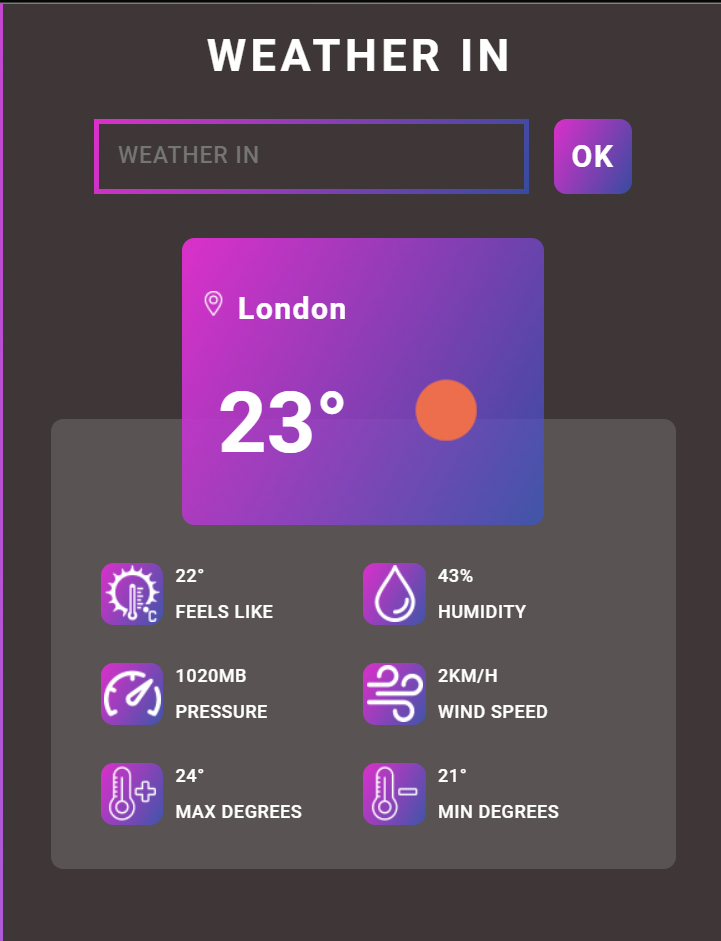 WEATHER IN
WEATHER IN
OK
London
23°
22°
FEELS LIKE
43%
HUMIDITY
1020MB
PRESSURE
2KM/H
WIND SPEED
24°
MAX DEGREES
21°
MIN DEGREES